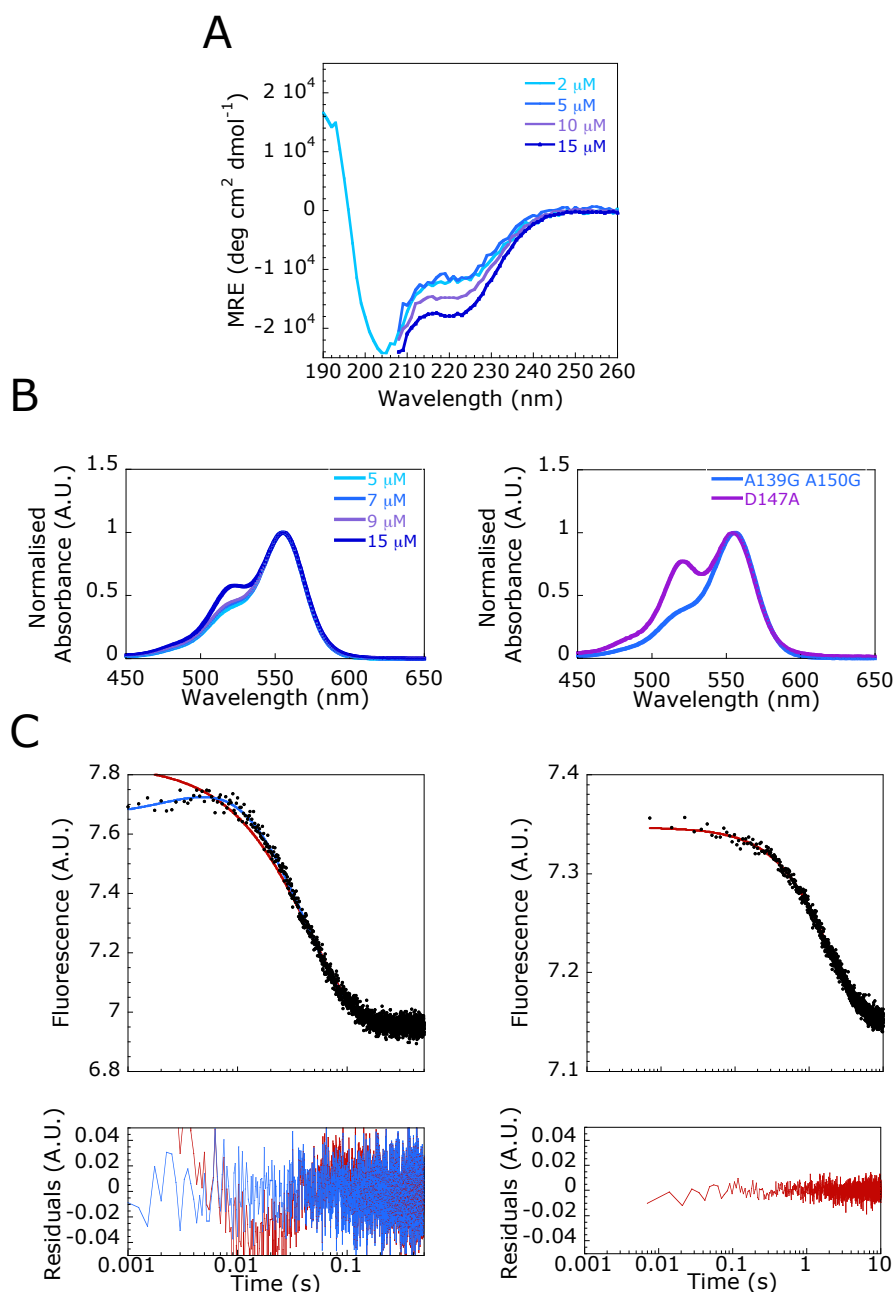 A
2 10⁴
1 10⁴
0
-1 10⁴
-2 10⁴
MRE (deg cm² dmol⁻¹)
2 μM
5 μM
10 μM
15 μM
190 200 210 220 230 240 250 260
Wavelength (nm)
B
1.5
1
0.5
0
Normalised
Absorbance (A.U.)
5 μM
7 μM
9 μM
15 μM
450 500 550 600 650
Wavelength (nm)
1.5
1
0.5
0
Normalised
Absorbance (A.U.)
A139G A150G
D147A
450 500 550 600 650
Wavelength (nm)
C
7.8
7.6
7.4
7.2
7
6.8
Fluorescence (A.U.)
7.4
7.3
7.2
7.1
Fluorescence (A.U.)
0.04
0.02
0
-0.02
-0.04
Residuals (A.U.)
0.001 0.01 0.1
Time (s)
0.04
0.02
0
-0.02
-0.04
Residuals (A.U.)
0.001 0.01 0.1 1 10
Time (s)